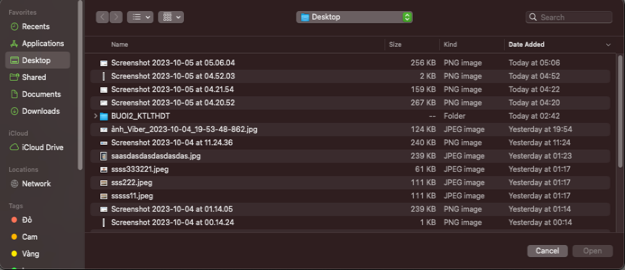 Favorites
Recents
Applications
Desktop
Shared
Documents
Downloads
iCloud
iCloud Drive
Locations
Network
Tags
Đỏ
Cam
Vàng
Desktop
Search
Name Size Kind Date Added
Screenshot 2023-10-05 at 05.06.04 256 KB PNG image Today at 05:06
Screenshot 2023-10-05 at 04.52.03 2 KB PNG image Today at 04:52
Screenshot 2023-10-05 at 04.21.54 159 KB PNG image Today at 04:22
Screenshot 2023-10-05 at 04.20.52 267 KB PNG image Today at 04:20
BUOI2_KTLTHDT -- Folder Today at 02:42
ảnh_Viber_2023-10-04_19-53-48-862.jpg 124 KB JPEG image Yesterday at 19:54
Screenshot 2023-10-04 at 11.24.36 240 KB PNG image Yesterday at 11:24
saasdasdasdasdasdas.jpg 239 KB JPEG image Yesterday at 01:23
ssss333221.jpeg 61 KB JPEG image Yesterday at 01:17
sss222.jpeg 111 KB JPEG image Yesterday at 01:17
sssss11.jpeg 111 KB JPEG image Yesterday at 01:17
Screenshot 2023-10-04 at 01.14.05 239 KB PNG image Yesterday at 01:14
Screenshot 2023-10-04 at 00.14.24 1 KB PNG image Yesterday at 00:14
Cancel Open